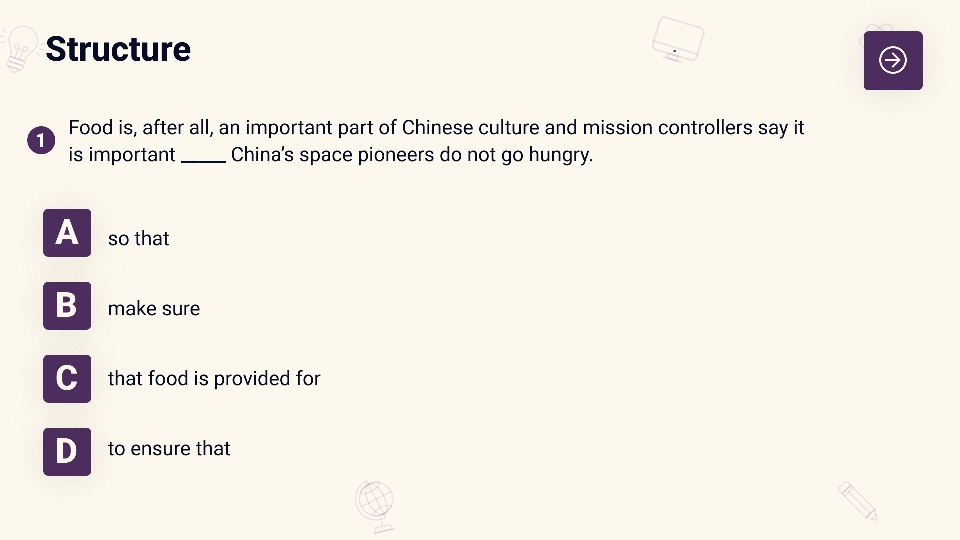 Structure
1
Food is, after all, an important part of Chinese culture and mission controllers say it
is important _____ China’s space pioneers do not go hungry.
A
so that
B
make sure
C
that food is provided for
D
to ensure that